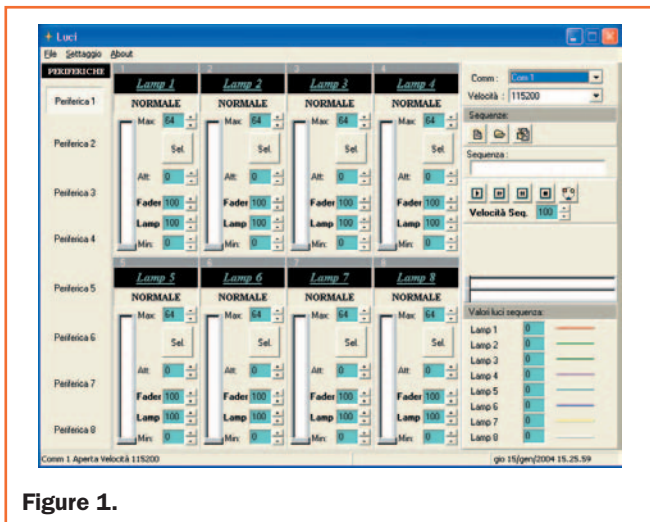 Luci
File Settaggio About
PERIFERICHE
Periferica 1
Periferica 2
Periferica 3
Periferica 4
Periferica 5
Periferica 6
Periferica 7
Periferica 8
1 2 3 4
Lamp 1 Lamp 2 Lamp 3 Lamp 4
NORMALE NORMALE NORMALE NORMALE
Max: 64 Max: 64 Max: 64 Max: 64
Sel. Sel. Sel. Sel.
Att: 0 Att: 0 Att: 0 Att: 0
Fader 100 Fader 100 Fader 100 Fader 100
Lamp 100 Lamp 100 Lamp 100 Lamp 100
Min: 0 Min: 0 Min: 0 Min: 0
5 6 7 8
Lamp 5 Lamp 6 Lamp 7 Lamp 8
NORMALE NORMALE NORMALE NORMALE
Max: 64 Max: 64 Max: 64 Max: 64
Sel. Sel. Sel. Sel.
Att: 0 Att: 0 Att: 0 Att: 0
Fader 100 Fader 100 Fader 100 Fader 100
Lamp 100 Lamp 100 Lamp 100 Lamp 100
Min: 0 Min: 0 Min: 0 Min: 0
Comm : Com 1
Velocità : 115200
Sequenze:
Sequenza :
Velocità Seq. 100
Valori luci sequenza:
Lamp 1 0
Lamp 2 0
Lamp 3 0
Lamp 4 0
Lamp 5 0
Lamp 6 0
Lamp 7 0
Lamp 8 0
Comm 1 Aperta Velocità 115200
gio 15/gen/2004 15.25.59
Figure 1.